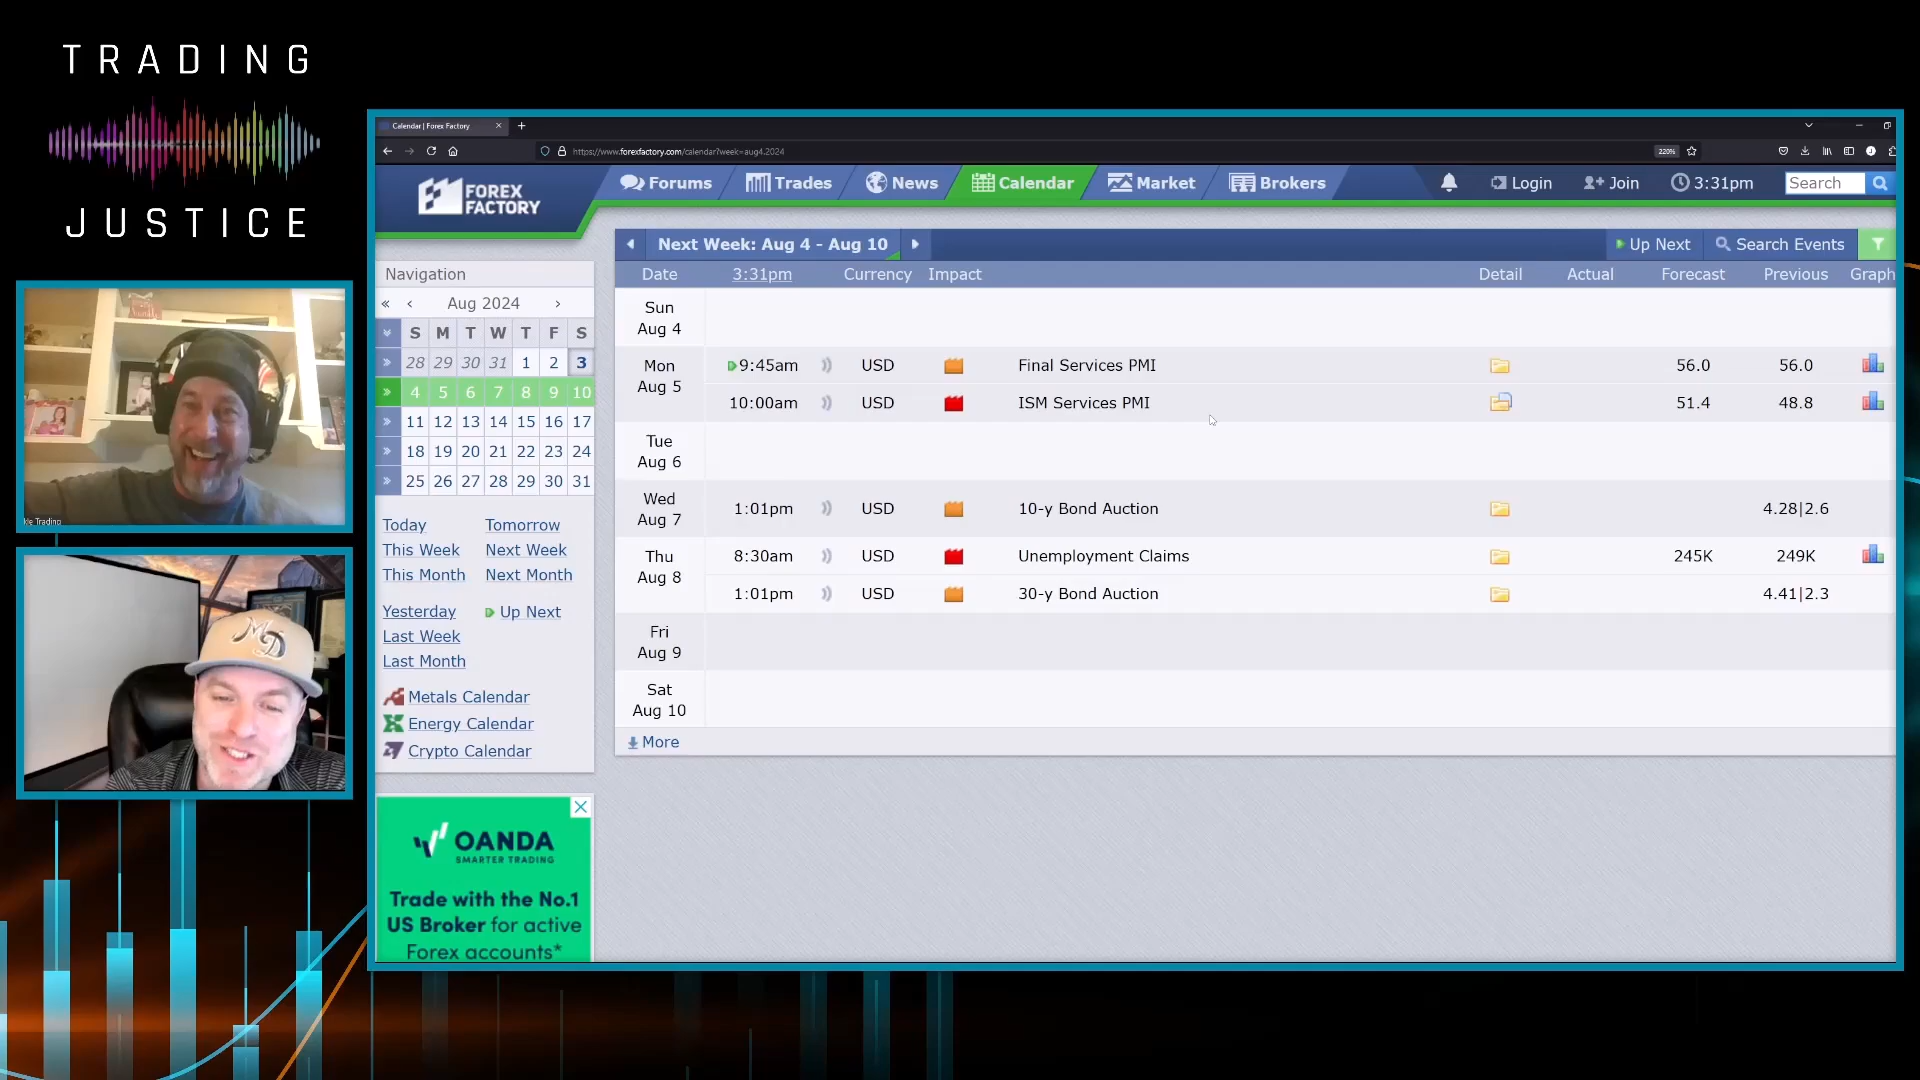 TRADING
JUSTICE
kle Trading
MD
Calendar | Forex Factory
https://www.forexfactory.com/calendar?week=aug4.2024
220%
FOREX
FACTORY
Forums
Trades
News
Calendar
Market
Brokers
Login
Join
3:31pm
Search
Navigation
« ‹ Aug 2024 ›
S M T W T F S
28 29 30 31 1 2 3
4 5 6 7 8 9 10
11 12 13 14 15 16 17
18 19 20 21 22 23 24
25 26 27 28 29 30 31
Today Tomorrow
This Week Next Week
This Month Next Month
Yesterday Up Next
Last Week
Last Month
Metals Calendar
Energy Calendar
Crypto Calendar
OANDA
SMARTER TRADING
Trade with the No.1
US Broker for active
Forex accounts*
Next Week: Aug 4 - Aug 10
Up Next
Search Events
Date 3:31pm Currency Impact Detail Actual Forecast Previous Graph
Sun
Aug 4
Mon
Aug 5
9:45am USD Final Services PMI 56.0 56.0
10:00am USD ISM Services PMI 51.4 48.8
Tue
Aug 6
Wed
Aug 7
1:01pm USD 10-y Bond Auction 4.28|2.6
Thu
Aug 8
8:30am USD Unemployment Claims 245K 249K
1:01pm USD 30-y Bond Auction 4.41|2.3
Fri
Aug 9
Sat
Aug 10
More